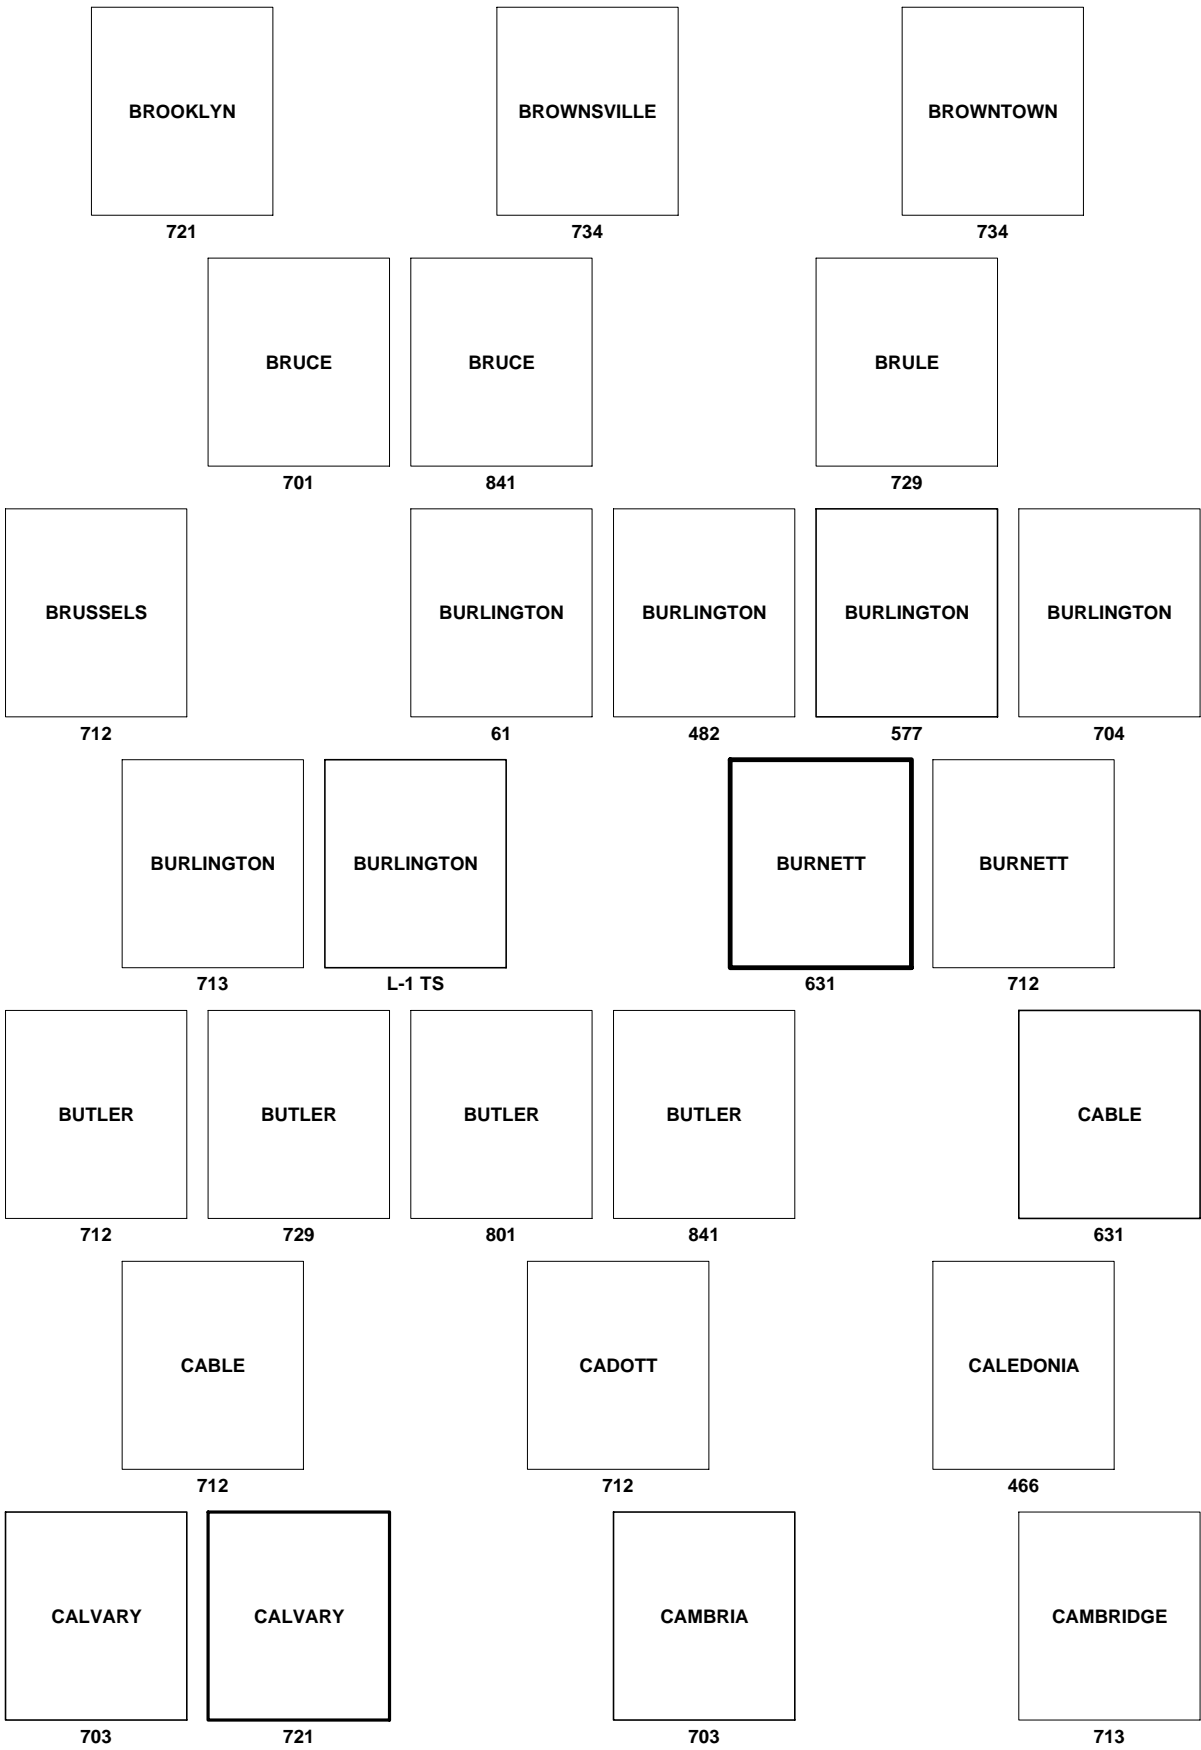 BROOKLYN BROWNSVILLE BROWNTOWN
721 734 734
BRUCE BRUCE BRULE
701 841 729
BRUSSELS BURLINGTON BURLINGTON BURLINGTON BURLINGTON
712 61 482 577 704
BURLINGTON BURLINGTON BURNETT BURNETT
713 L-1 TS 631 712
BUTLER BUTLER BUTLER BUTLER CABLE
712 729 801 841 631
CABLE CADOTT CALEDONIA
712 712 466
CALVARY CALVARY CAMBRIA CAMBRIDGE
703 721 703 713